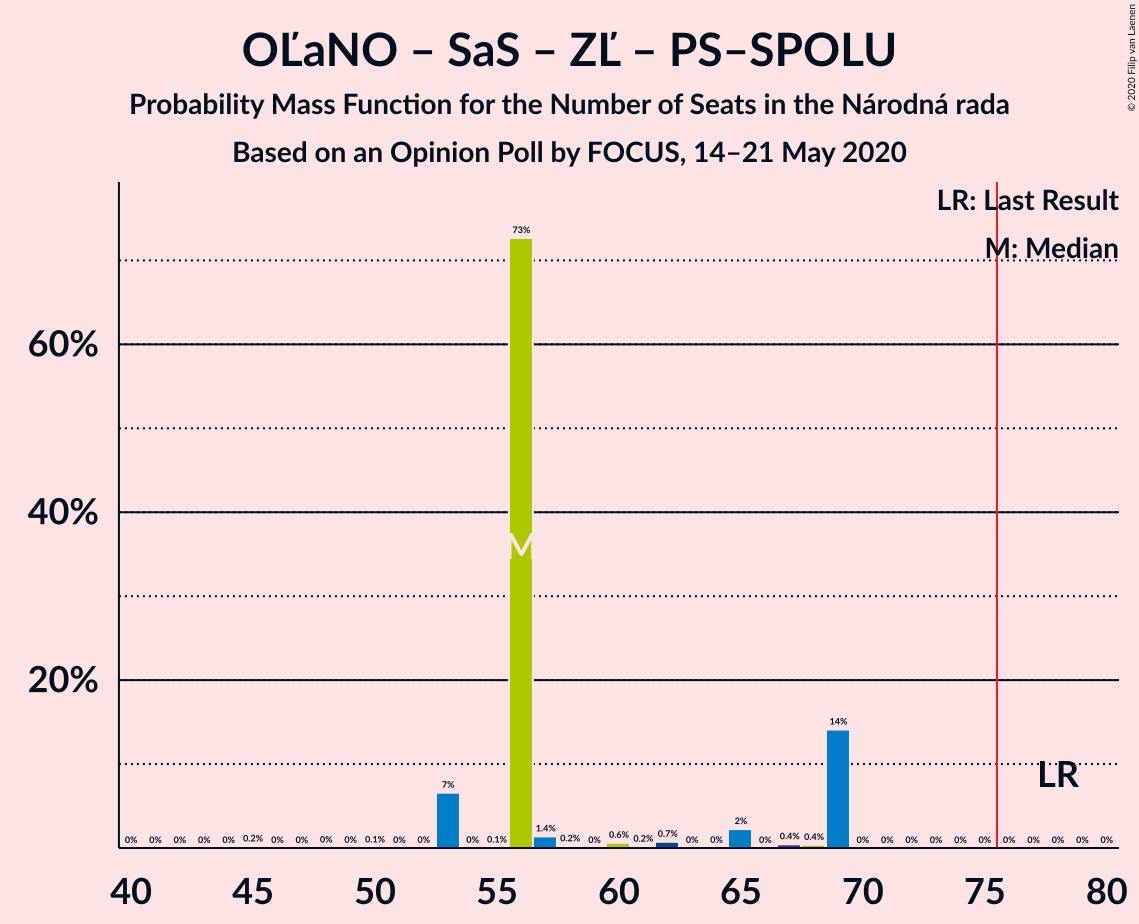 OĽaNO – SaS – ZĽ – PS–SPOLU
Probability Mass Function for the Number of Seats in the Národná rada
Based on an Opinion Poll by FOCUS, 14–21 May 2020
© 2020 Filip van Laenen
LR: Last Result
M: Median
60%
40%
20%
0% 0% 0% 0% 0% 0.2% 0% 0% 0% 0% 0.1% 0% 0% 7% 0% 0.1% 73% 1.4% 0.2% 0% 0.6% 0.2% 0.7% 0% 0% 2% 0% 0.4% 0.4% 14% 0% 0% 0% 0% 0% 0% 0% 0% 0% 0% 0%
M
LR
40 45 50 55 60 65 70 75 80